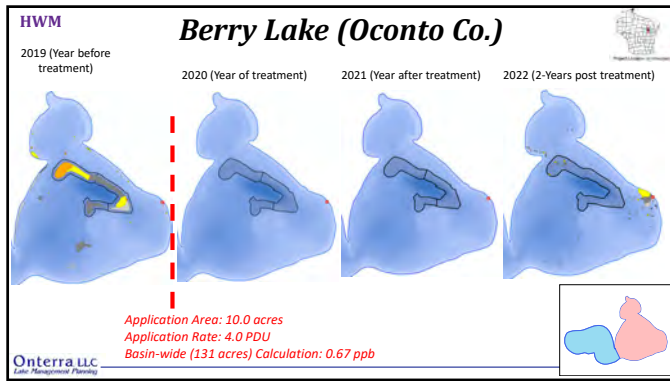 HWM
Berry Lake (Oconto Co.)
2019 (Year before
treatment)
2020 (Year of treatment)
2021 (Year after treatment)
2022 (2-Years post treatment)
Application Area: 10.0 acres
Application Rate: 4.0 PDU
Basin-wide (131 acres) Calculation: 0.67 ppb
Onterra LLC
Lake Management Planning